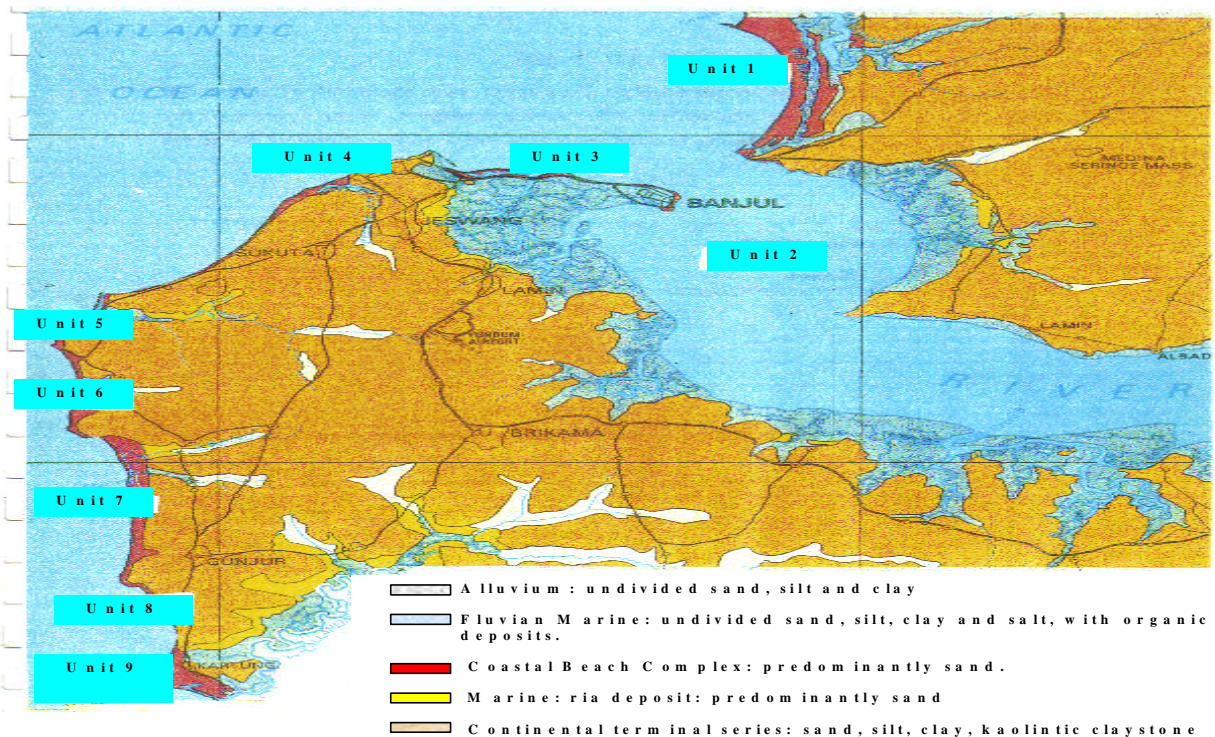 ATLANTIC
OCEAN
Unit 1
Unit 4
Unit 3
MEDINA
SERINGE MASS
BANJUL
JESWANG
SUKUTA
Unit 2
LAMIN
Unit 5
YUNDUM
AIRPORT
LAMIN
ALBAD
RIVER
Unit 6
BRIKAMA
Unit 7
GUNJUR
Alluvium: undivided sand, silt and clay
Unit 8
Fluvian Marine: undivided sand, silt, clay and salt, with organic
deposits.
Unit 9
KARTUNG
Coastal Beach Complex: predominantly sand.
Marine: ria deposit: predominantly sand
Continental terminal series: sand, silt, clay, kaolintic claystone